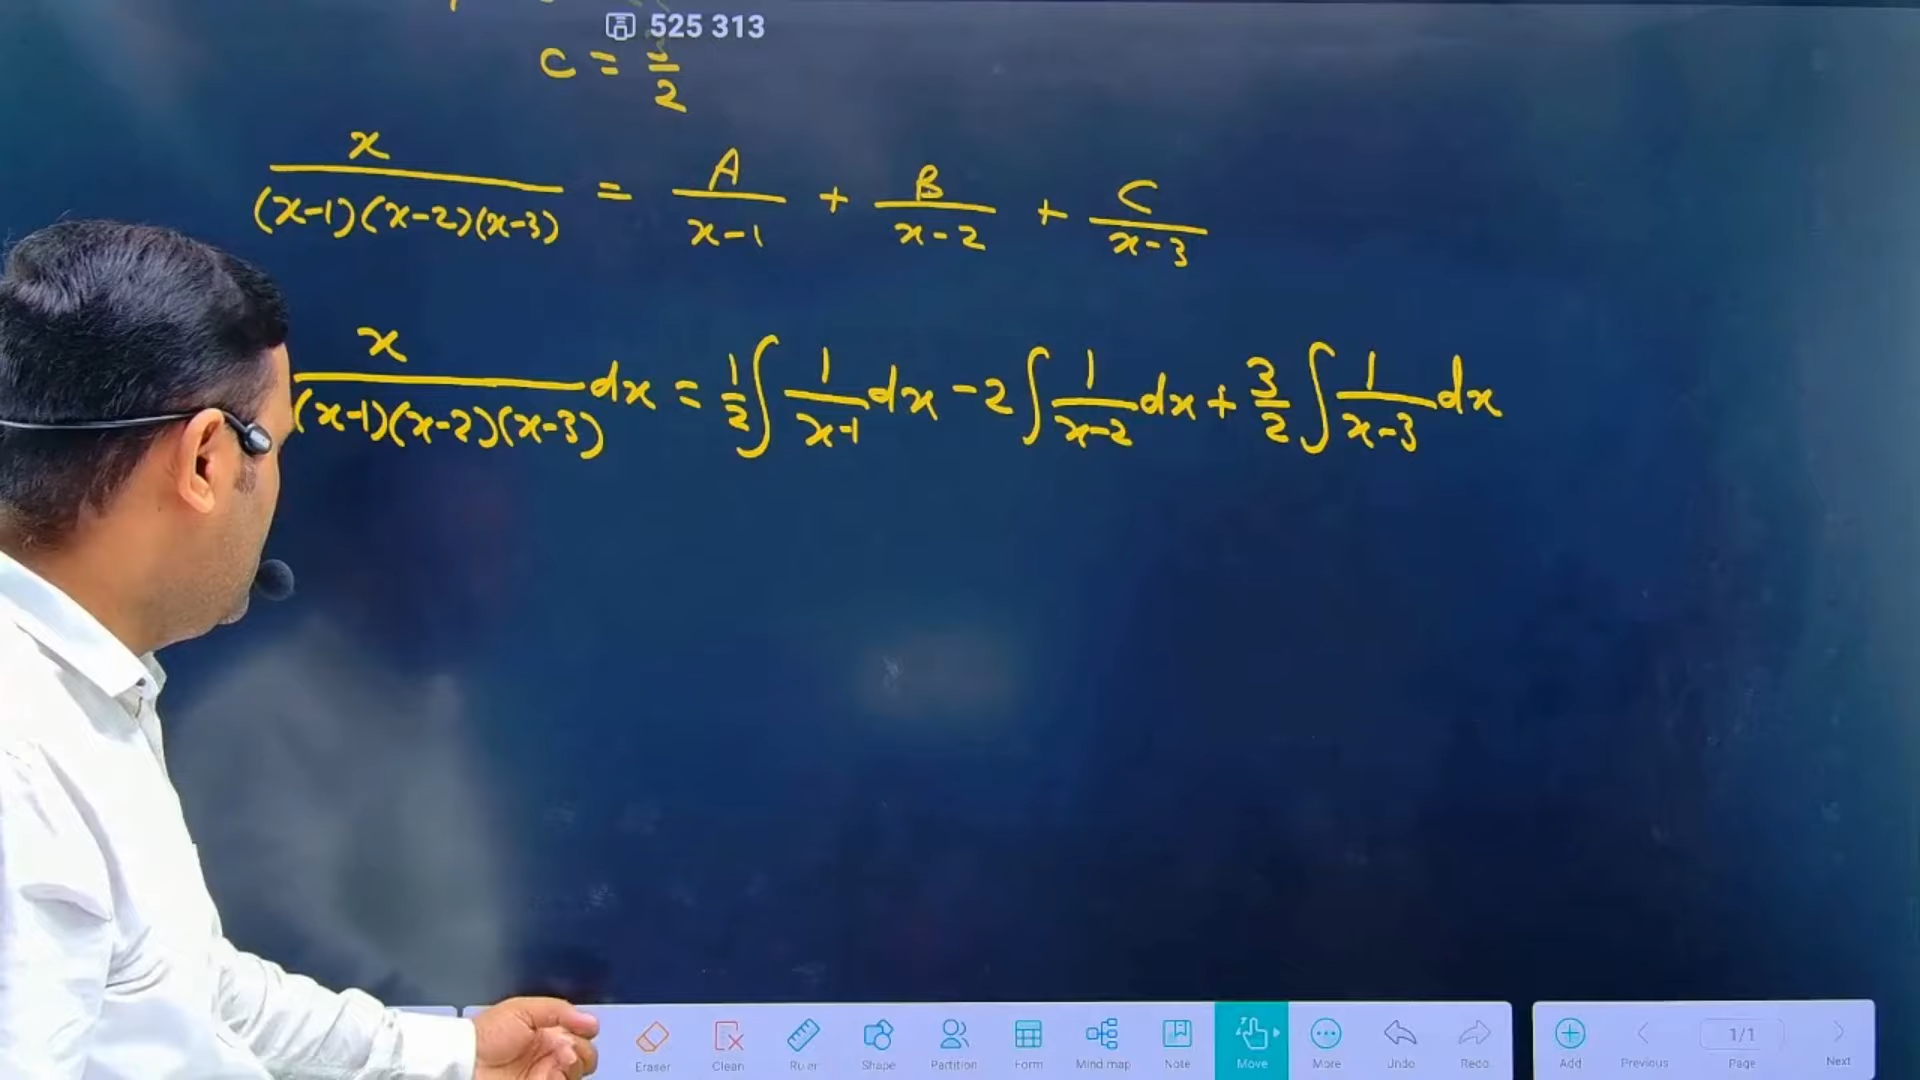 525 313
C = 3/2
x/((x-1)(x-2)(x-3)) = A/(x-1) + B/(x-2) + C/(x-3)
x/((x-1)(x-2)(x-3)) dx = 1/2 ∫ 1/(x-1) dx - 2 ∫ 1/(x-2) dx + 3/2 ∫ 1/(x-3) dx
Eraser Clean Ruler Shape Partition Form Mind map Note Move More Undo Redo Add Previous 1/1 Page Next